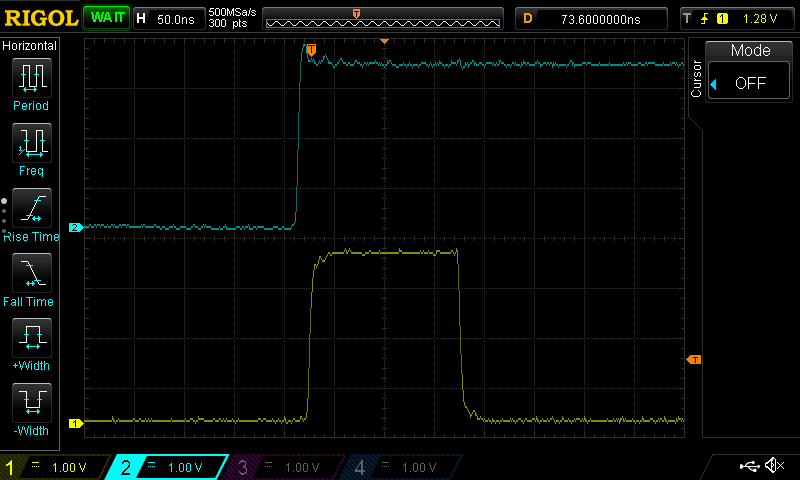 RIGOL WAIT H 50.0ns 500MSa/s 300 pts T D 73.6000000ns T 1 1.28 V
Horizontal
Period
Freq
Rise Time
Fall Time
+Width
-Width
T
2
1
T
Cursor
Mode
OFF
1 1.00 V 2 1.00 V 3 1.00 V 4 1.00 V